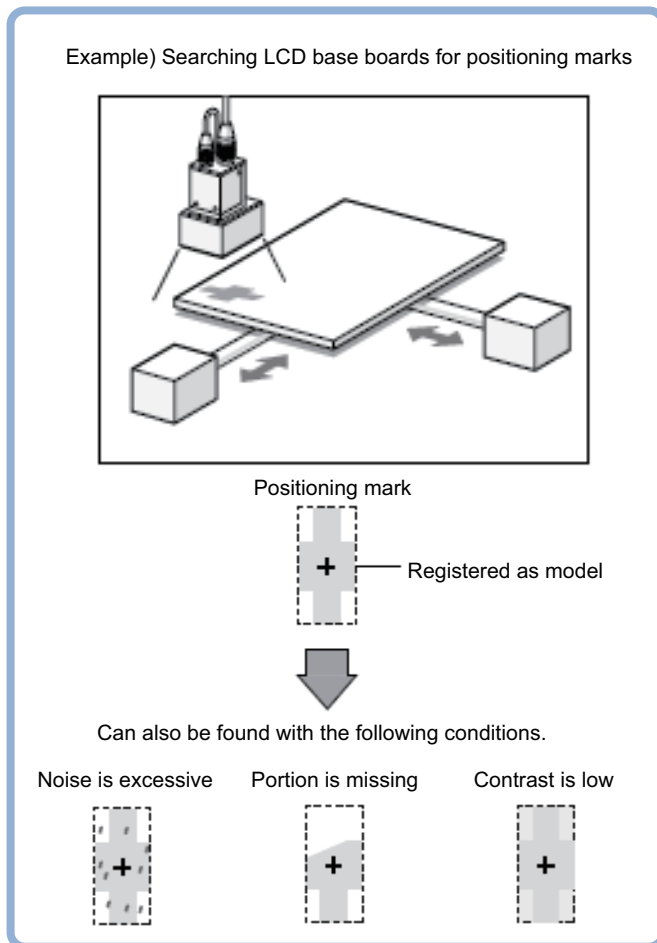 Example) Searching LCD base boards for positioning marks
Positioning mark
Registered as model
Can also be found with the following conditions.
Noise is excessive
Portion is missing
Contrast is low